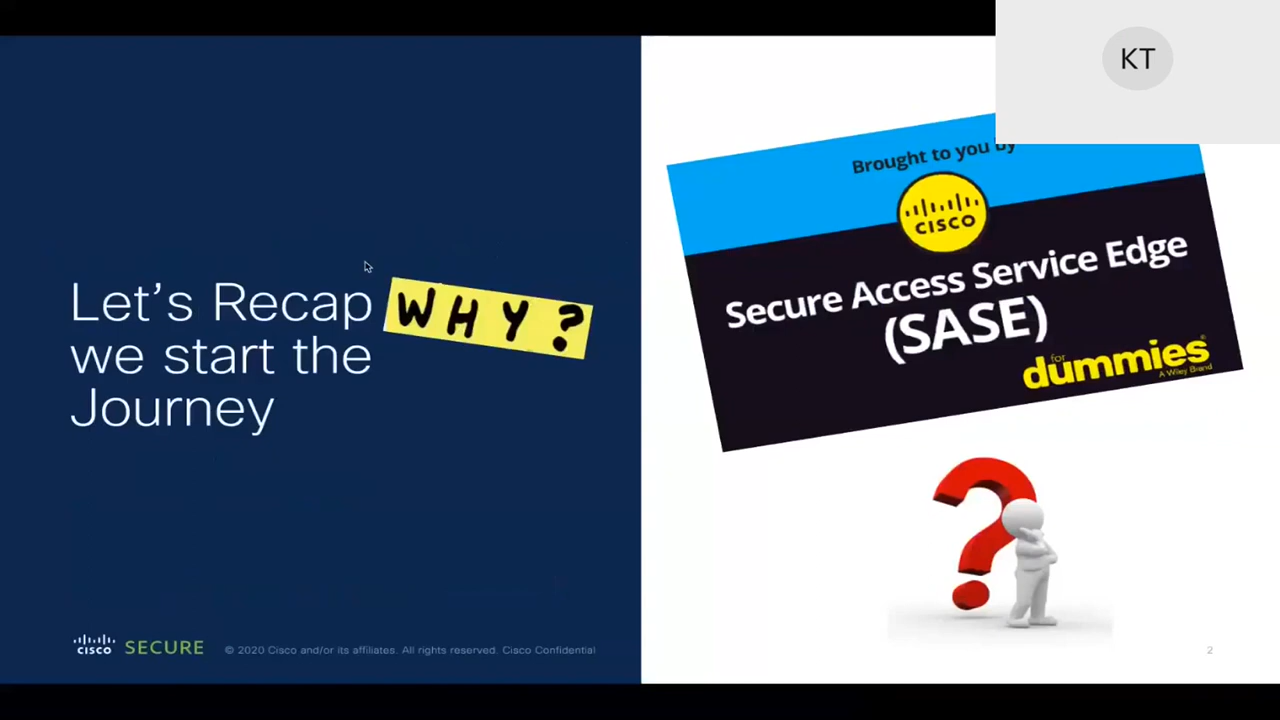 Let's Recap WHY?
we start the
Journey
CISCO SECURE © 2020 Cisco and/or its affiliates. All rights reserved. Cisco Confidential
KT
Brought to you by
CISCO
Secure Access Service Edge
(SASE)
for
dummies®
A Wiley Brand
2